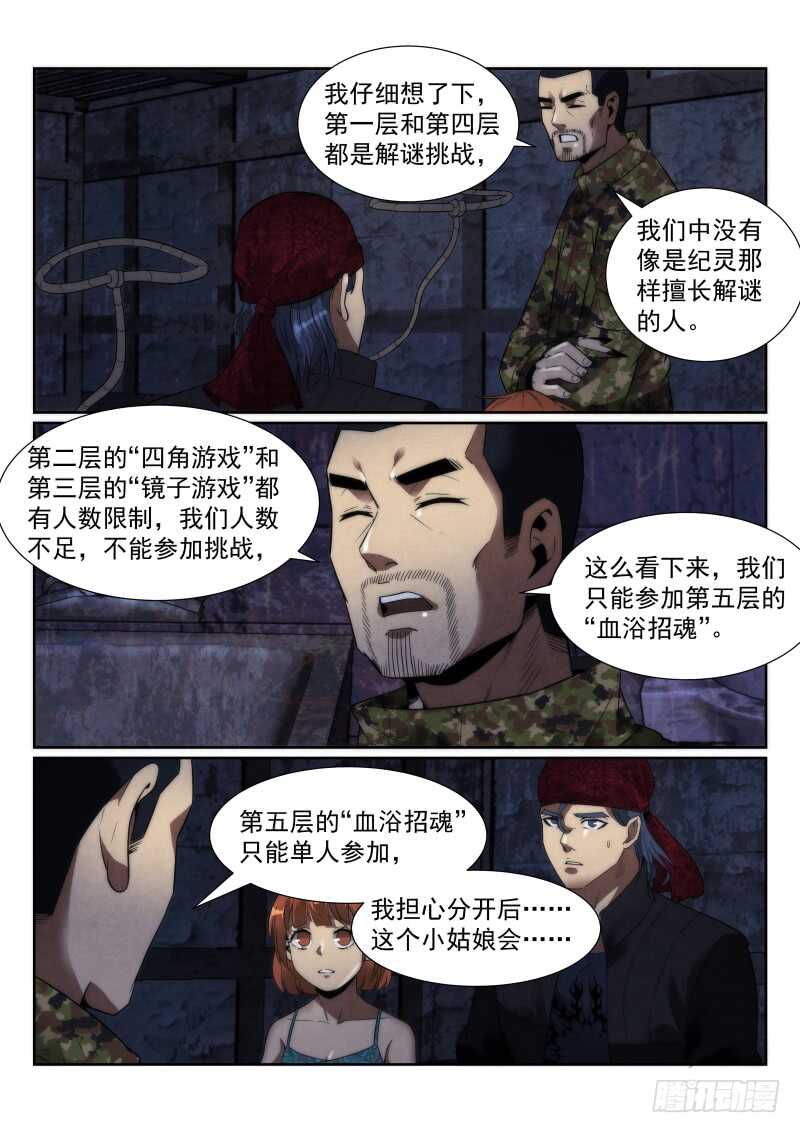 我仔细想了下，
第一层和第四层
都是解谜挑战，
我们中没有
像是纪灵那
样擅长解谜
的人。
第二层的“四角游戏”和
第三层的“镜子游戏”都
有人数限制，我们人数
不足，不能参加挑战，
这么看下来，我们
只能参加第五层的
“血浴招魂”。
第五层的“血浴招魂”
只能单人参加，
我担心分开后……
这个小姑娘会……
腾讯动漫